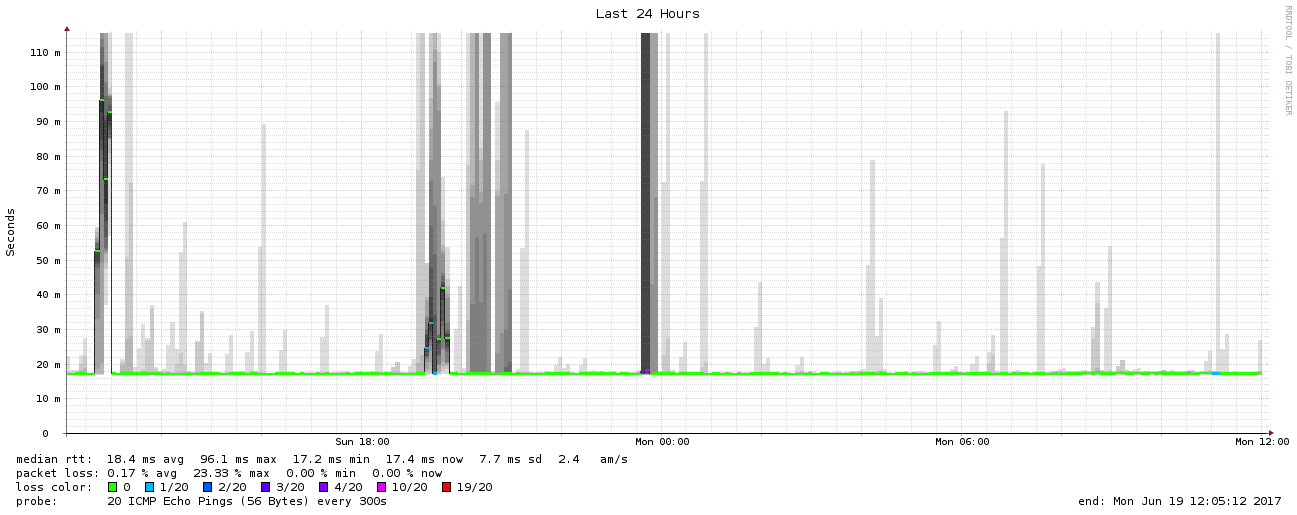 Last 24 Hours
RRDTOOL / TOBI OETIKER
Seconds
110 m
100 m
90 m
80 m
70 m
60 m
50 m
40 m
30 m
20 m
10 m
0
Sun 18:00 Mon 00:00 Mon 06:00 Mon 12:00
median rtt: 18.4 ms avg 96.1 ms max 17.2 ms min 17.4 ms now 7.7 ms sd 2.4 am/s
packet loss: 0.17 % avg 23.33 % max 0.00 % min 0.00 % now
loss color: 0 1/20 2/20 3/20 4/20 10/20 19/20
probe: 20 ICMP Echo Pings (56 Bytes) every 300s end: Mon Jun 19 12:05:12 2017